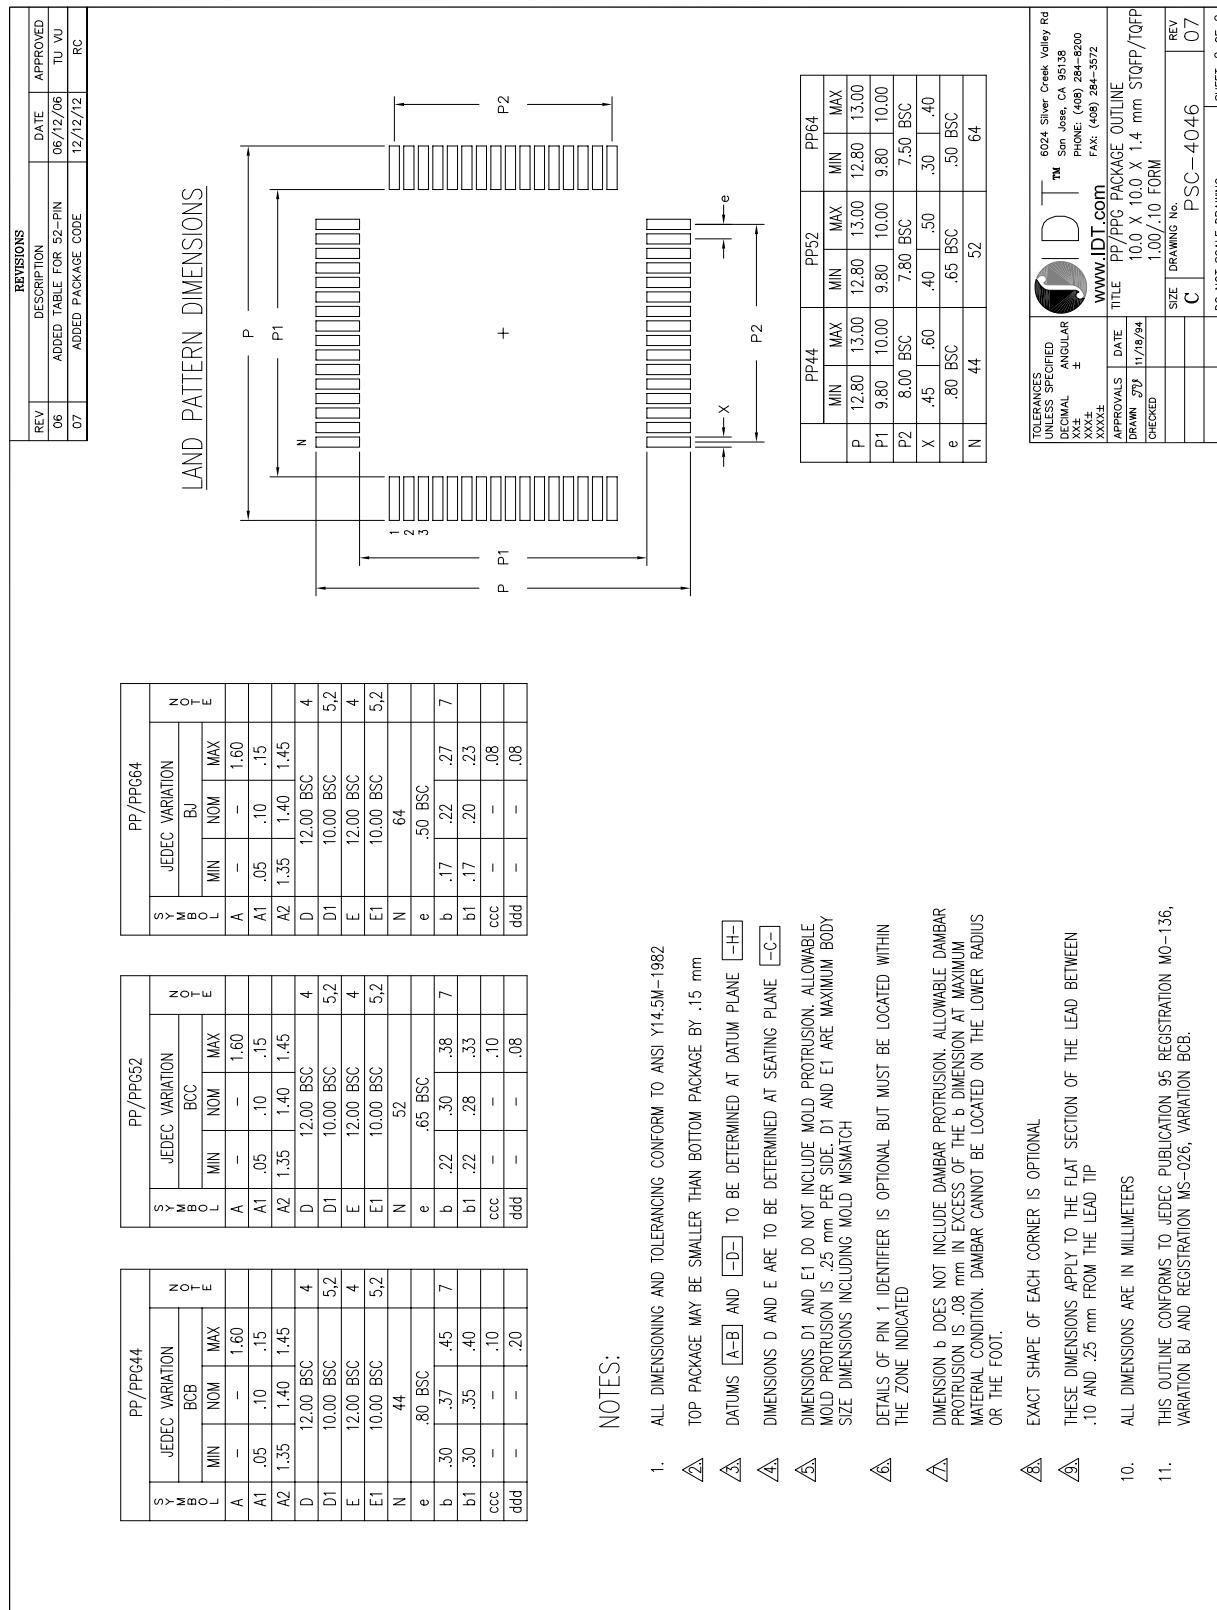 REVISIONS
REV DESCRIPTION DATE APPROVED
06 ADDED TABLE FOR 52-PIN 06/12/06 TU VU
07 ADDED PACKAGE CODE 12/12/12 RC
PP/PPG44
SYMBOL JEDEC VARIATION NOTE
BCB
MIN NOM MAX
A – – 1.60
A1 .05 .10 .15
A2 1.35 1.40 1.45
D 12.00 BSC 4
D1 10.00 BSC 5,2
E 12.00 BSC 4
E1 10.00 BSC 5,2
N 44
e .80 BSC
b .30 .37 .45 7
b1 .30 .35 .40
ccc – – .10
ddd – – .20
PP/PPG52
SYMBOL JEDEC VARIATION NOTE
BCC
MIN NOM MAX
A – – 1.60
A1 .05 .10 .15
A2 1.35 1.40 1.45
D 12.00 BSC 4
D1 10.00 BSC 5,2
E 12.00 BSC 4
E1 10.00 BSC 5,2
N 52
e .65 BSC
b .22 .30 .38 7
b1 .22 .28 .33
ccc – – .10
ddd – – .08
PP/PPG64
SYMBOL JEDEC VARIATION NOTE
BJ
MIN NOM MAX
A – – 1.60
A1 .05 .10 .15
A2 1.35 1.40 1.45
D 12.00 BSC 4
D1 10.00 BSC 5,2
E 12.00 BSC 4
E1 10.00 BSC 5,2
N 64
e .50 BSC
b .17 .22 .27 7
b1 .17 .20 .23
ccc – – .08
ddd – – .08
LAND PATTERN DIMENSIONS
P
P1
N
1
2
3
P
P1
P2
X
e
P2
NOTES:
1. ALL DIMENSIONING AND TOLERANCING CONFORM TO ANSI Y14.5M-1982
2. TOP PACKAGE MAY BE SMALLER THAN BOTTOM PACKAGE BY .15 mm
3. DATUMS A-B AND -D- TO BE DETERMINED AT DATUM PLANE -H-
4. DIMENSIONS D AND E ARE TO BE DETERMINED AT SEATING PLANE -C-
5. DIMENSIONS D1 AND E1 DO NOT INCLUDE MOLD PROTRUSION. ALLOWABLE
MOLD PROTRUSION IS .25 mm PER SIDE. D1 AND E1 ARE MAXIMUM BODY
SIZE DIMENSIONS INCLUDING MOLD MISMATCH
6. DETAILS OF PIN 1 IDENTIFIER IS OPTIONAL BUT MUST BE LOCATED WITHIN
THE ZONE INDICATED
7. DIMENSION b DOES NOT INCLUDE DAMBAR PROTRUSION. ALLOWABLE DAMBAR
PROTRUSION IS .08 mm IN EXCESS OF THE b DIMENSION AT MAXIMUM
MATERIAL CONDITION. DAMBAR CANNOT BE LOCATED ON THE LOWER RADIUS
OR THE FOOT.
8. EXACT SHAPE OF EACH CORNER IS OPTIONAL
9. THESE DIMENSIONS APPLY TO THE FLAT SECTION OF THE LEAD BETWEEN
.10 AND .25 mm FROM THE LEAD TIP
10. ALL DIMENSIONS ARE IN MILLIMETERS
11. THIS OUTLINE CONFORMS TO JEDEC PUBLICATION 95 REGISTRATION MO-136,
VARIATION BJ AND REGISTRATION MS-026, VARIATION BCB.
PP44 PP52 PP64
MIN MAX MIN MAX MIN MAX
P 12.80 13.00 12.80 13.00 12.80 13.00
P1 9.80 10.00 9.80 10.00 9.80 10.00
P2 8.00 BSC 7.80 BSC 7.50 BSC
X .45 .60 .40 .50 .30 .40
e .80 BSC .65 BSC .50 BSC
N 44 52 64
TOLERANCES
UNLESS SPECIFIED
DECIMAL ANGULAR
XX± ±
XXX±
XXXX±
APPROVALS DATE
DRAWN 11/18/94
CHECKED
IDT TM
www.IDT.com
6024 Silver Creek Valley Rd
San Jose, CA 95138
PHONE: (408) 284-8200
FAX: (408) 284-3572
TITLE PP/PPG PACKAGE OUTLINE
10.0 X 10.0 X 1.4 mm STQFP/TQFP
1.00/.10 FORM
SIZE DRAWING No. REV
C PSC-4046 07